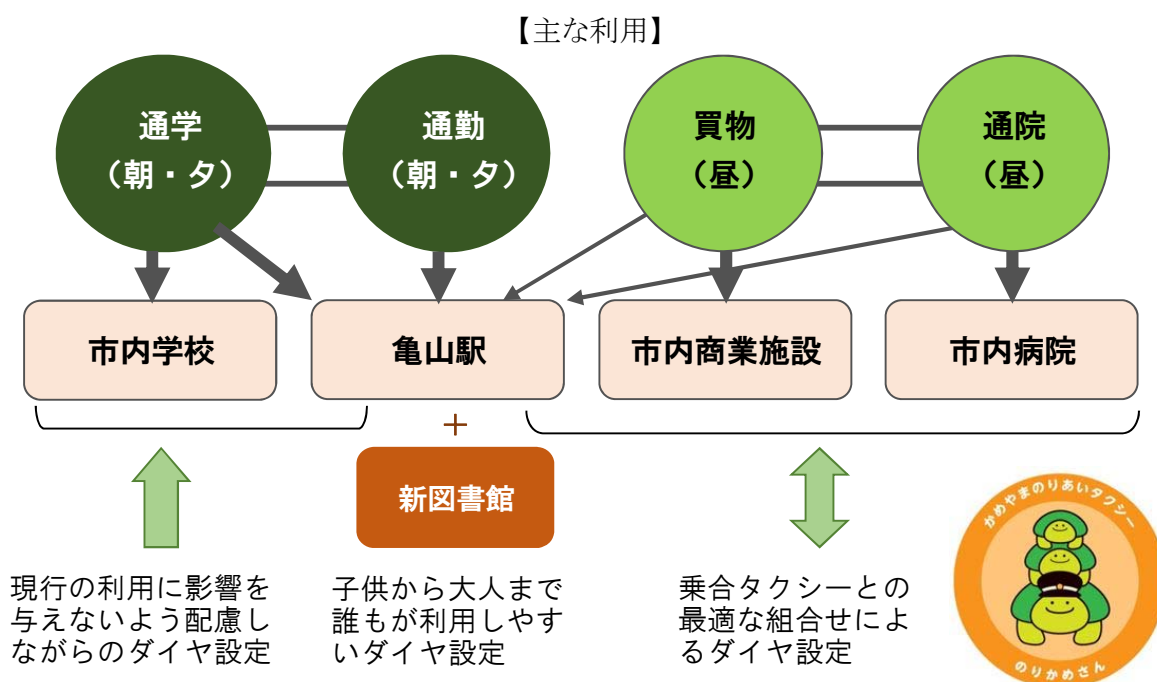 【主な利用】
通学
（朝・夕）
通勤
（朝・夕）
買物
（昼）
通院
（昼）
市内学校
亀山駅
市内商業施設
市内病院
＋
新図書館
現行の利用に影響を
与えないよう配慮し
ながらのダイヤ設定
子供から大人まで
誰もが利用しやす
いダイヤ設定
乗合タクシーとの
最適な組合せによ
るダイヤ設定
かめやまのりあいタクシー
のりかめさん